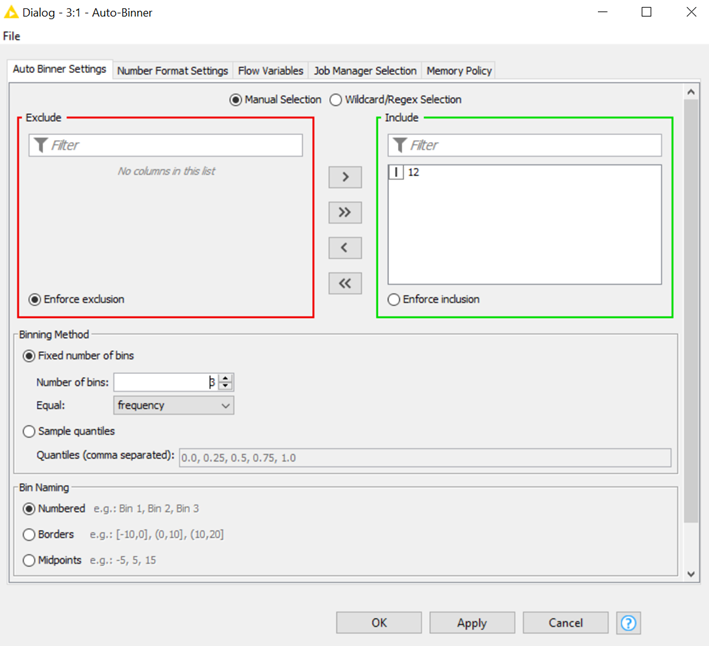 Dialog - 3:1 - Auto-Binner
File
Auto Binner Settings Number Format Settings Flow Variables Job Manager Selection Memory Policy
Manual Selection Wildcard/Regex Selection
Exclude Include
Filter Filter
No columns in this list I 12
>
>>
<
<<
Enforce exclusion Enforce inclusion
Binning Method
Fixed number of bins
Number of bins: 3
Equal: frequency
Sample quantiles
Quantiles (comma separated): 0.0, 0.25, 0.5, 0.75, 1.0
Bin Naming
Numbered e.g.: Bin 1, Bin 2, Bin 3
Borders e.g.: [-10,0], (0,10], (10,20]
Midpoints e.g.: -5, 5, 15
OK Apply Cancel ?